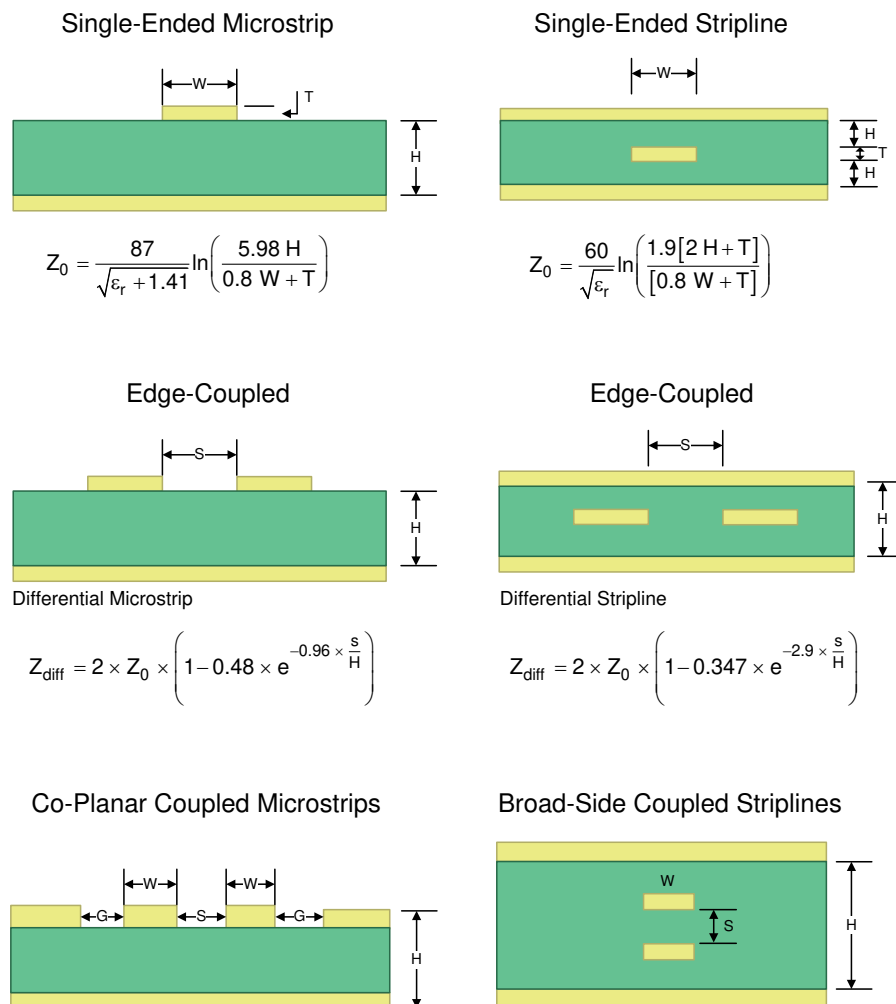 Single-Ended Microstrip
W
T
H
Z₀ = 87 / √(εᵣ + 1.41) ln(5.98 H / (0.8 W + T))
Single-Ended Stripline
W
H
T
H
Z₀ = 60 / √εᵣ ln(1.9[2 H + T] / [0.8 W + T])
Edge-Coupled
S
H
Differential Microstrip
Z_diff = 2 × Z₀ × (1 − 0.48 × e^(−0.96 × s/H))
Edge-Coupled
S
H
Differential Stripline
Z_diff = 2 × Z₀ × (1 − 0.347 × e^(−2.9 × s/H))
Co-Planar Coupled Microstrips
W W
G S G
H
Broad-Side Coupled Striplines
W
S
H